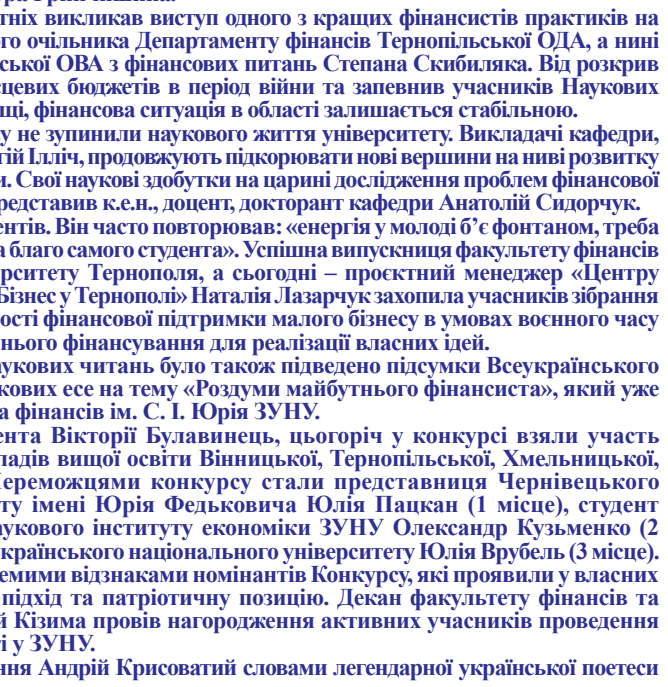 тніх викликав виступ одного з кращих фінансистів практиків на
го очільника Департаменту фінансів Тернопільської ОДА, а нині
ської ОВА з фінансових питань Степана Скибиляка. Від розкрив
сцевих бюджетів в період війни та запевнив учасників Наукових
щі, фінансова ситуація в області залишається стабільною.
у не зупинили наукового життя університету. Викладачі кафедри,
гій Ілліч, продовжують підкорювати нові вершини на ниві розвитку
и. Свої наукові здобутки на царині дослідження проблем фінансової
редставив к.е.н., доцент, докторант кафедри Анатолій Сидорчук.
ентів. Він часто повторював: «енергія у молоді б’є фонтаном, треба
а благо самого студента». Успішна випускниця факультету фінансів
ерситету Тернополя, а сьогодні – проєктний менеджер «Центру
Бізнес у Тернополі» Наталія Лазарчук захопила учасників зібрання
ості фінансової підтримки малого бізнесу в умовах воєнного часу
нього фінансування для реалізації власних ідей.
аукових читань було також підведено підсумки Всеукраїнського
кових есе на тему «Роздуми майбутнього фінансиста», який уже
а фінансів ім. С. І. Юрія ЗУНУ.
ента Вікторії Булавинець, цьогоріч у конкурсі взяли участь
ладів вищої освіти Вінницької, Тернопільської, Хмельницької,
Переможцями конкурсу стали представниця Чернівецького
ту імені Юрія Федьковича Юлія Пацкан (1 місце), студент
аукового інституту економіки ЗУНУ Олександр Кузьменко (2
українського національного університету Юлія Врубель (3 місце).
ремими відзнаками номінантів Конкурсу, які проявили у власних
підхід та патріотичну позицію. Декан факультету фінансів та
й Кізима провів нагородження активних учасників проведення
і у ЗУНУ.
ння Андрій Крисоватий словами легендарної української поетеси